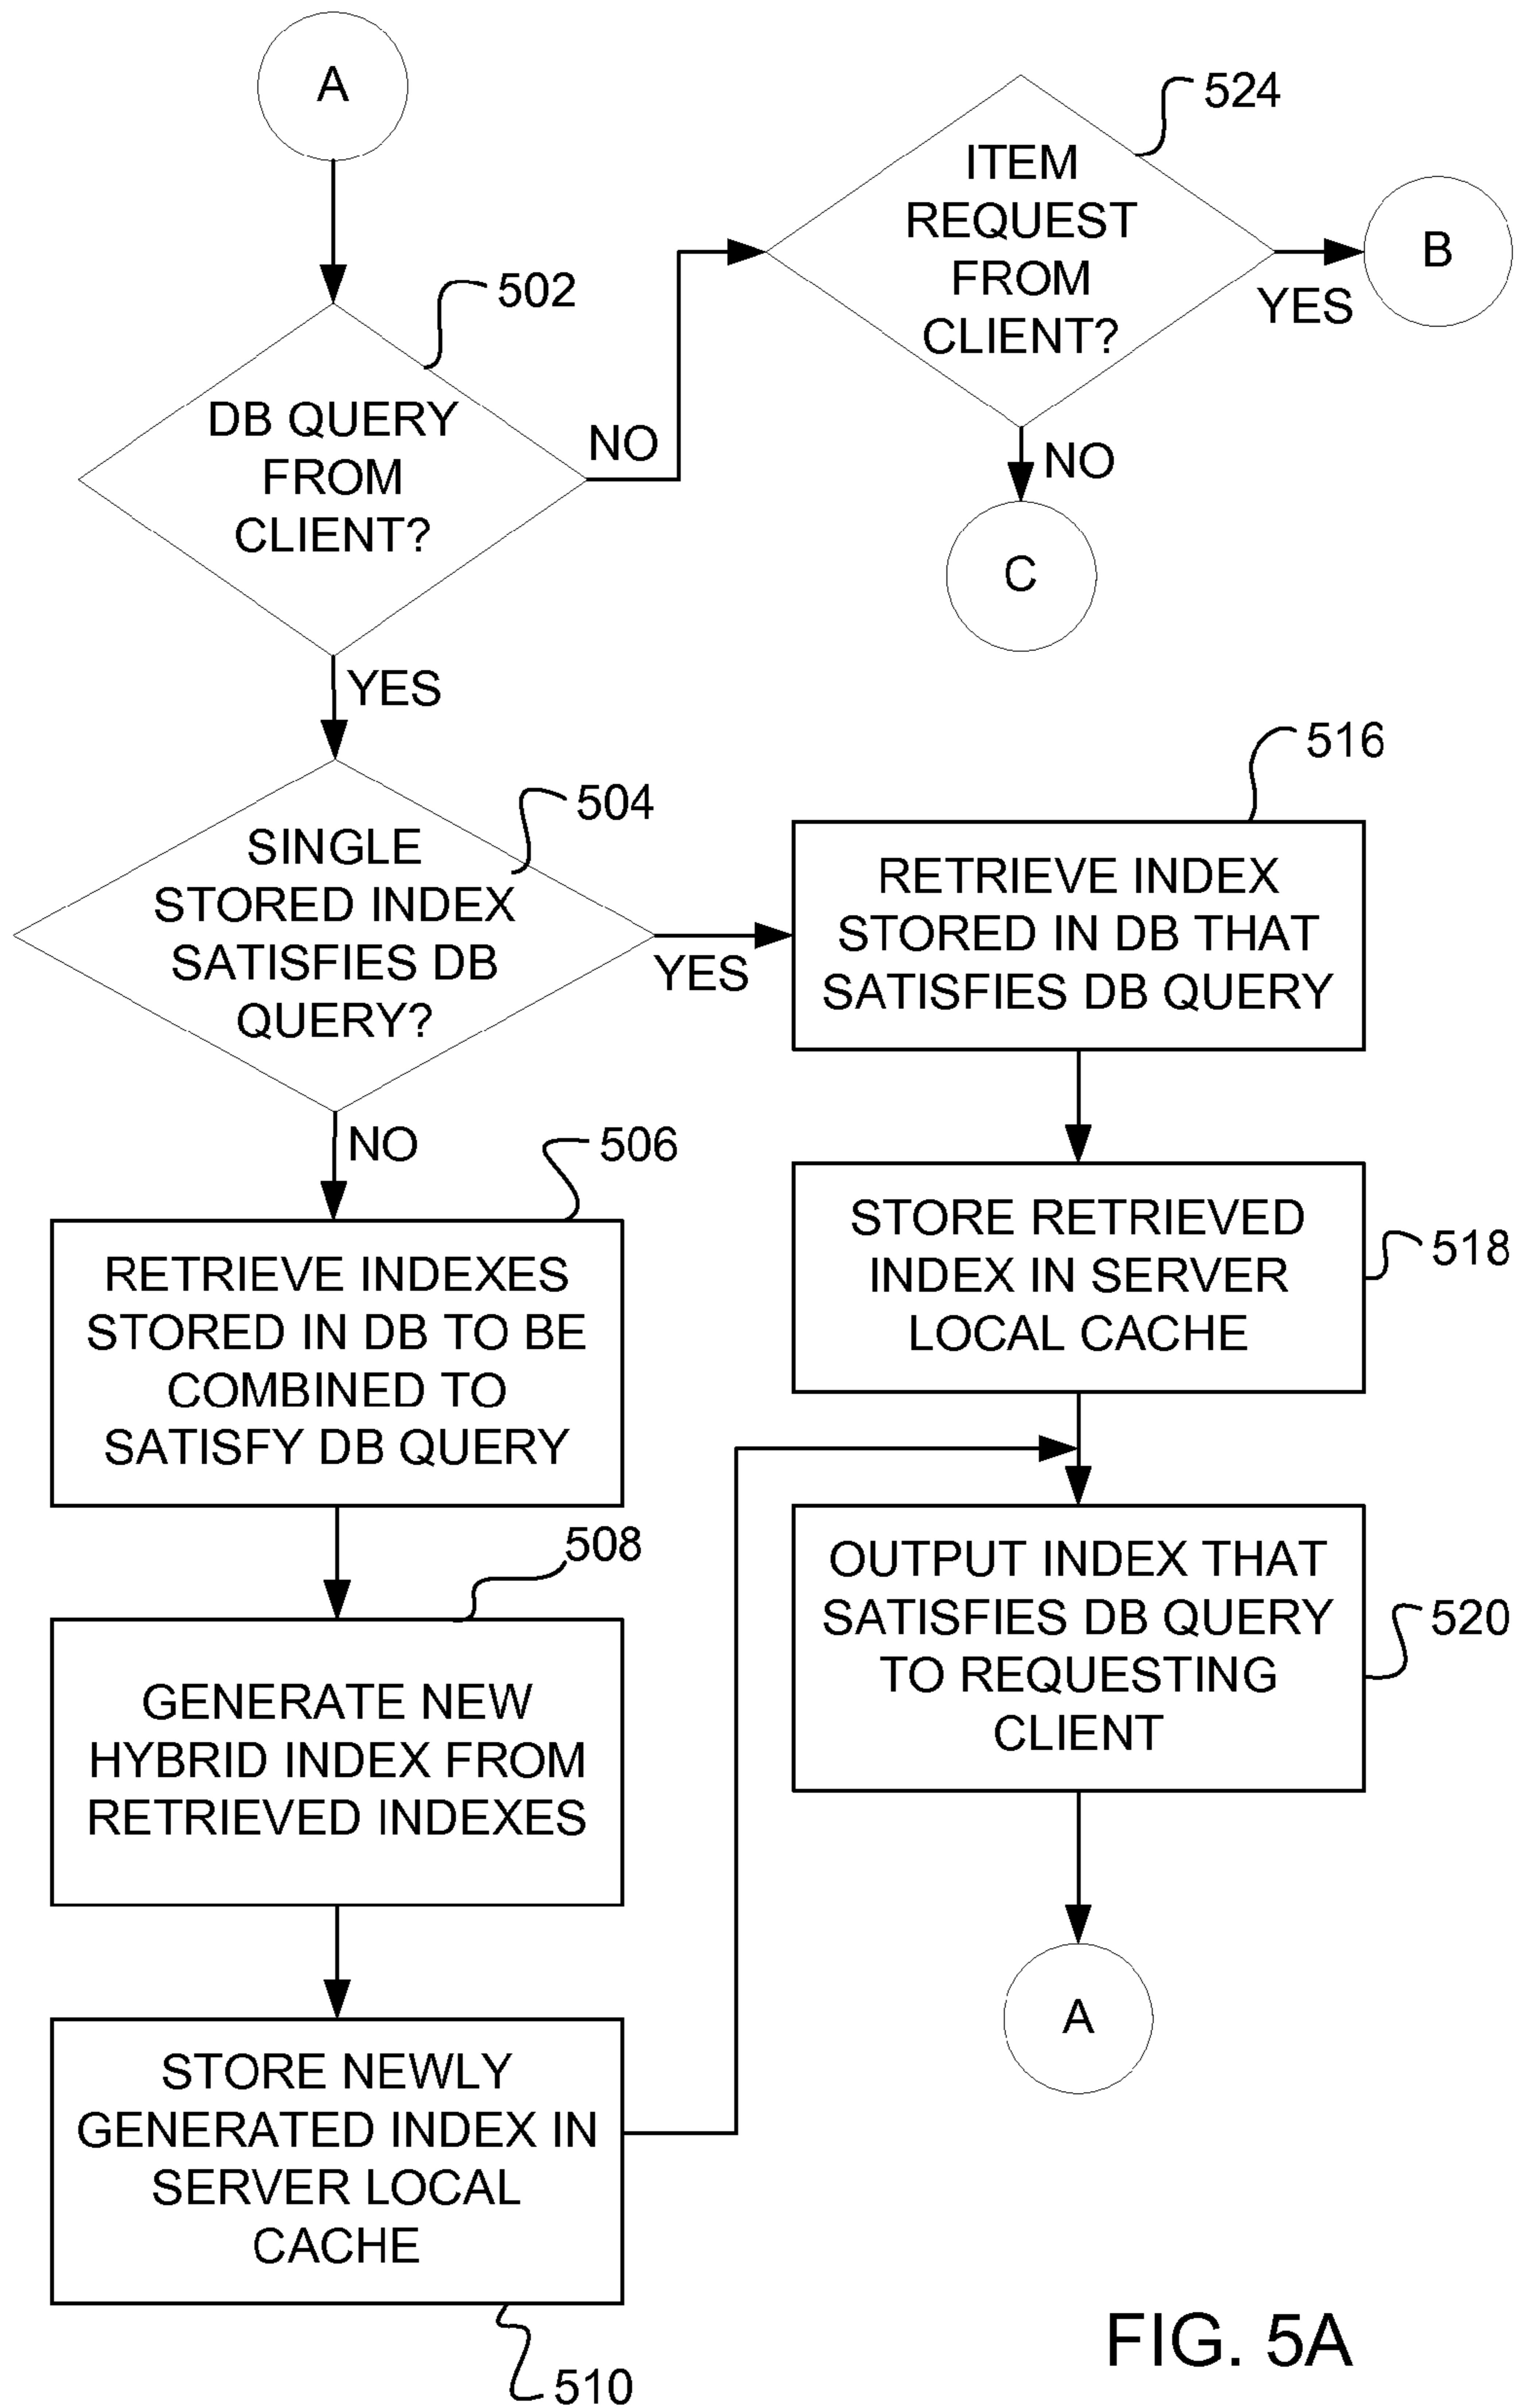 A
502
DB QUERY
FROM
CLIENT?
NO
YES
524
ITEM
REQUEST
FROM
CLIENT?
YES
B
NO
C
504
SINGLE
STORED INDEX
SATISFIES DB
QUERY?
YES
NO
516
RETRIEVE INDEX
STORED IN DB THAT
SATISFIES DB QUERY
506
RETRIEVE INDEXES
STORED IN DB TO BE
COMBINED TO
SATISFY DB QUERY
518
STORE RETRIEVED
INDEX IN SERVER
LOCAL CACHE
508
GENERATE NEW
HYBRID INDEX FROM
RETRIEVED INDEXES
520
OUTPUT INDEX THAT
SATISFIES DB QUERY
TO REQUESTING
CLIENT
A
STORE NEWLY
GENERATED INDEX IN
SERVER LOCAL
CACHE
510
FIG. 5A